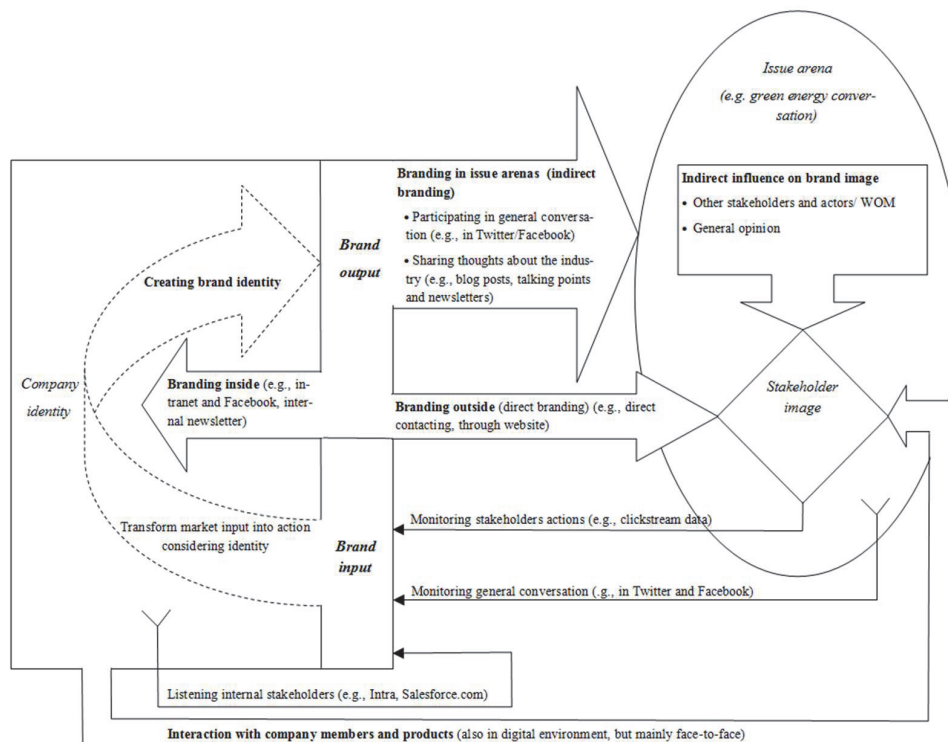 Issue arena
(e.g. green energy conver-
sation)
Branding in issue arenas (indirect
branding)
• Participating in general conversa-
tion (e.g., in Twitter/Facebook)
• Sharing thoughts about the indus-
try (e.g., blog posts, talking points
and newsletters)
Indirect influence on brand image
• Other stakeholders and actors/ WOM
• General opinion
Brand
output
Creating brand identity
Company
identity
Branding inside (e.g., in-
tranet and Facebook, inter-
nal newsletter)
Branding outside (direct branding) (e.g., direct
contacting, through website)
Stakeholder
image
Transform market input into action
considering identity
Brand
input
Monitoring stakeholders actions (e.g., clickstream data)
Monitoring general conversation (.g., in Twitter and Facebook)
Listening internal stakeholders (e.g., Intra, Salesforce.com)
Interaction with company members and products (also in digital environment, but mainly face-to-face)